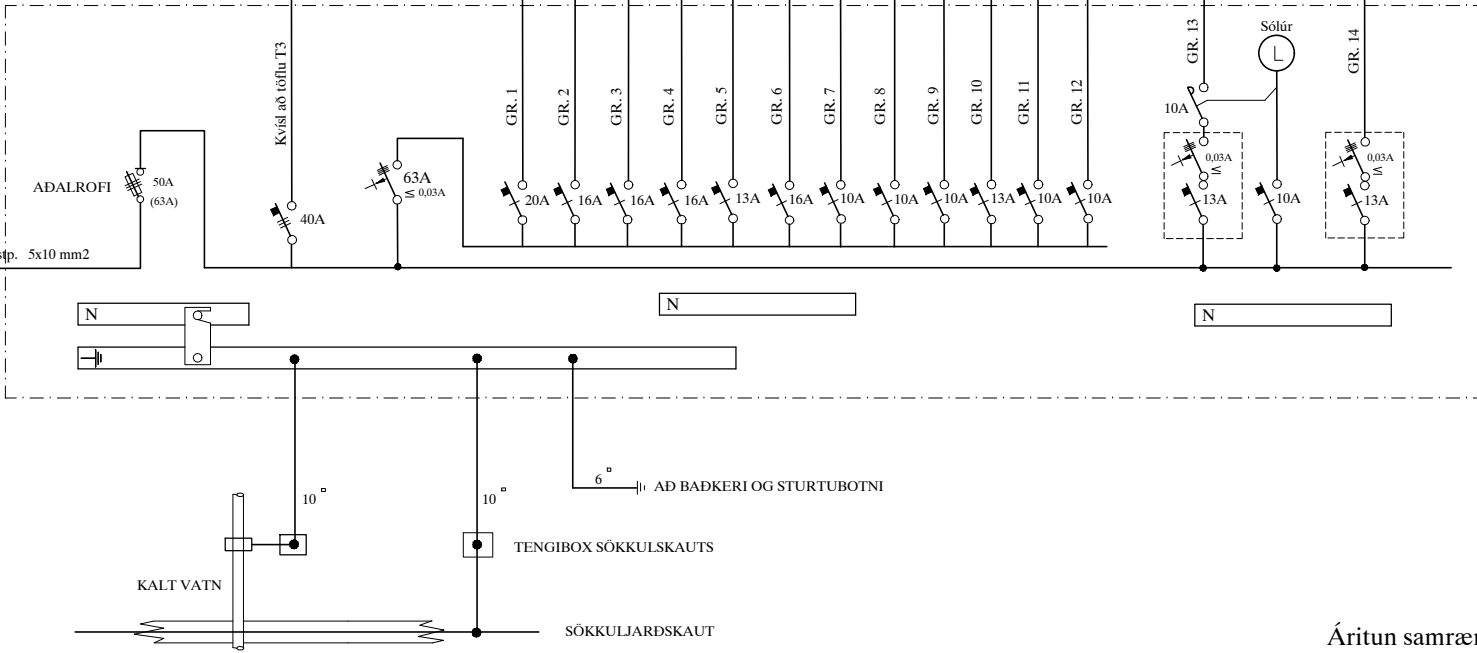 Kvísl að töflu T3
GR. 1
GR. 2
GR. 3
GR. 4
GR. 5
GR. 6
GR. 7
GR. 8
GR. 9
GR. 10
GR. 11
GR. 12
GR. 13
Sólúr
L
GR. 14
AÐALROFI
50A
(63A)
40A
63A
≤ 0,03A
20A
16A
16A
16A
13A
16A
10A
10A
10A
13A
10A
10A
10A
0,03A
≤
13A
10A
0,03A
≤
13A
5x10 mm2
N
N
N
10
10
6
AÐ BAÐKERI OG STURTUBOTNI
TENGIBOX SÖKKULSKAUTS
KALT VATN
SÖKKULJARÐSKAUT
Áritun